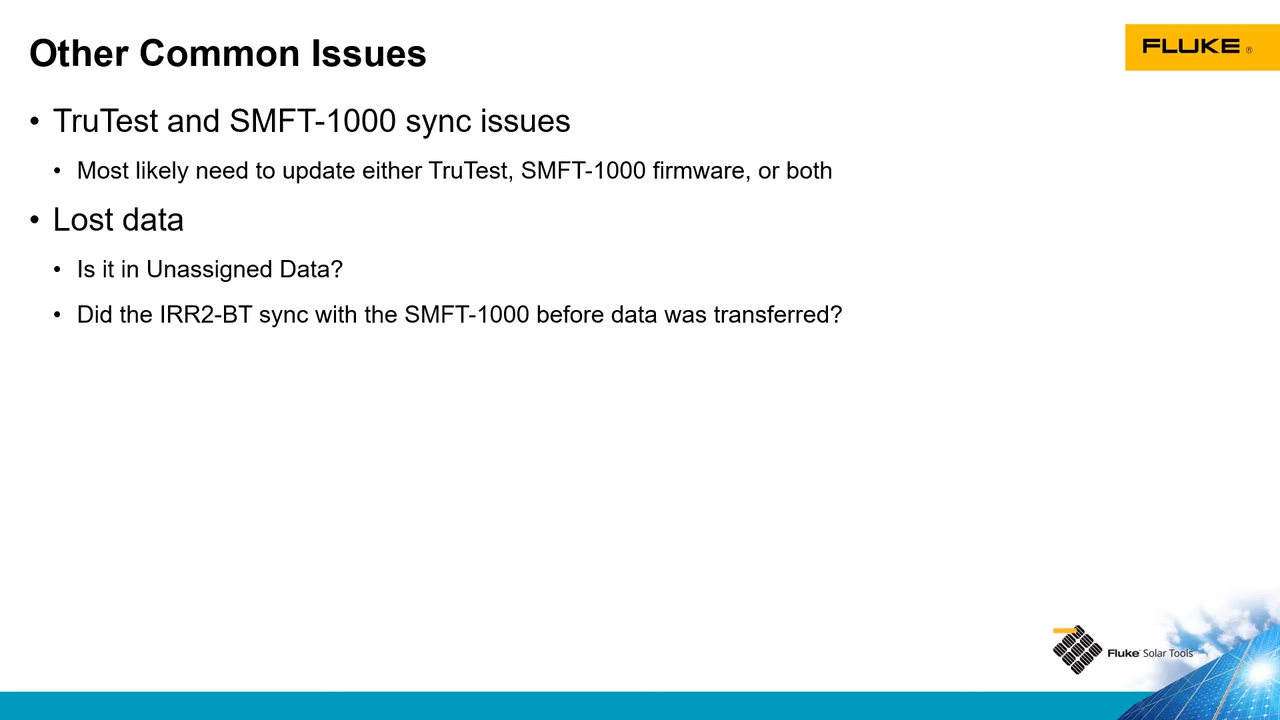 Other Common Issues
FLUKE ®
• TruTest and SMFT-1000 sync issues
• Most likely need to update either TruTest, SMFT-1000 firmware, or both
• Lost data
• Is it in Unassigned Data?
• Did the IRR2-BT sync with the SMFT-1000 before data was transferred?
Fluke Solar Tools